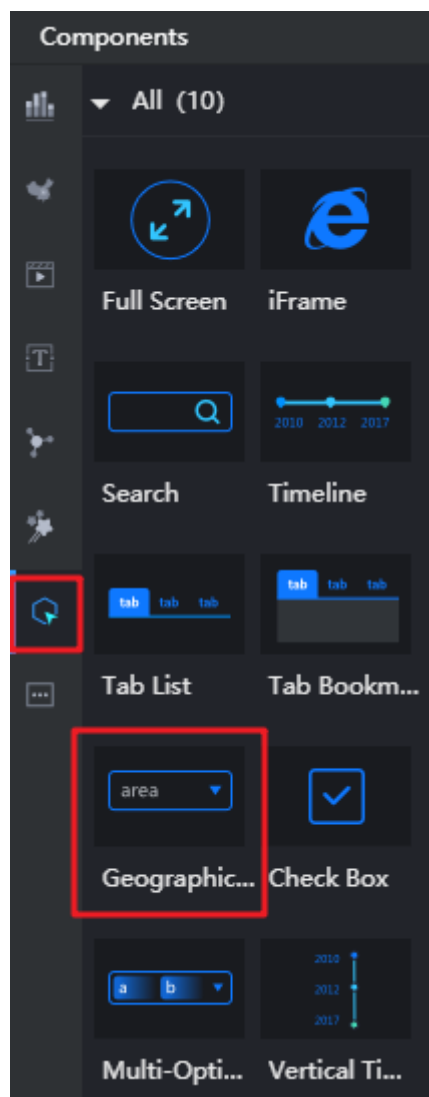 Components
All (10)
Full Screen
iFrame
T
2010 2012 2017
Search
Timeline
tab tab tab
tab tab tab
Tab List
Tab Bookm...
area
Geographic...
Check Box
a b
2010
2012
2017
Multi-Opti...
Vertical Ti...